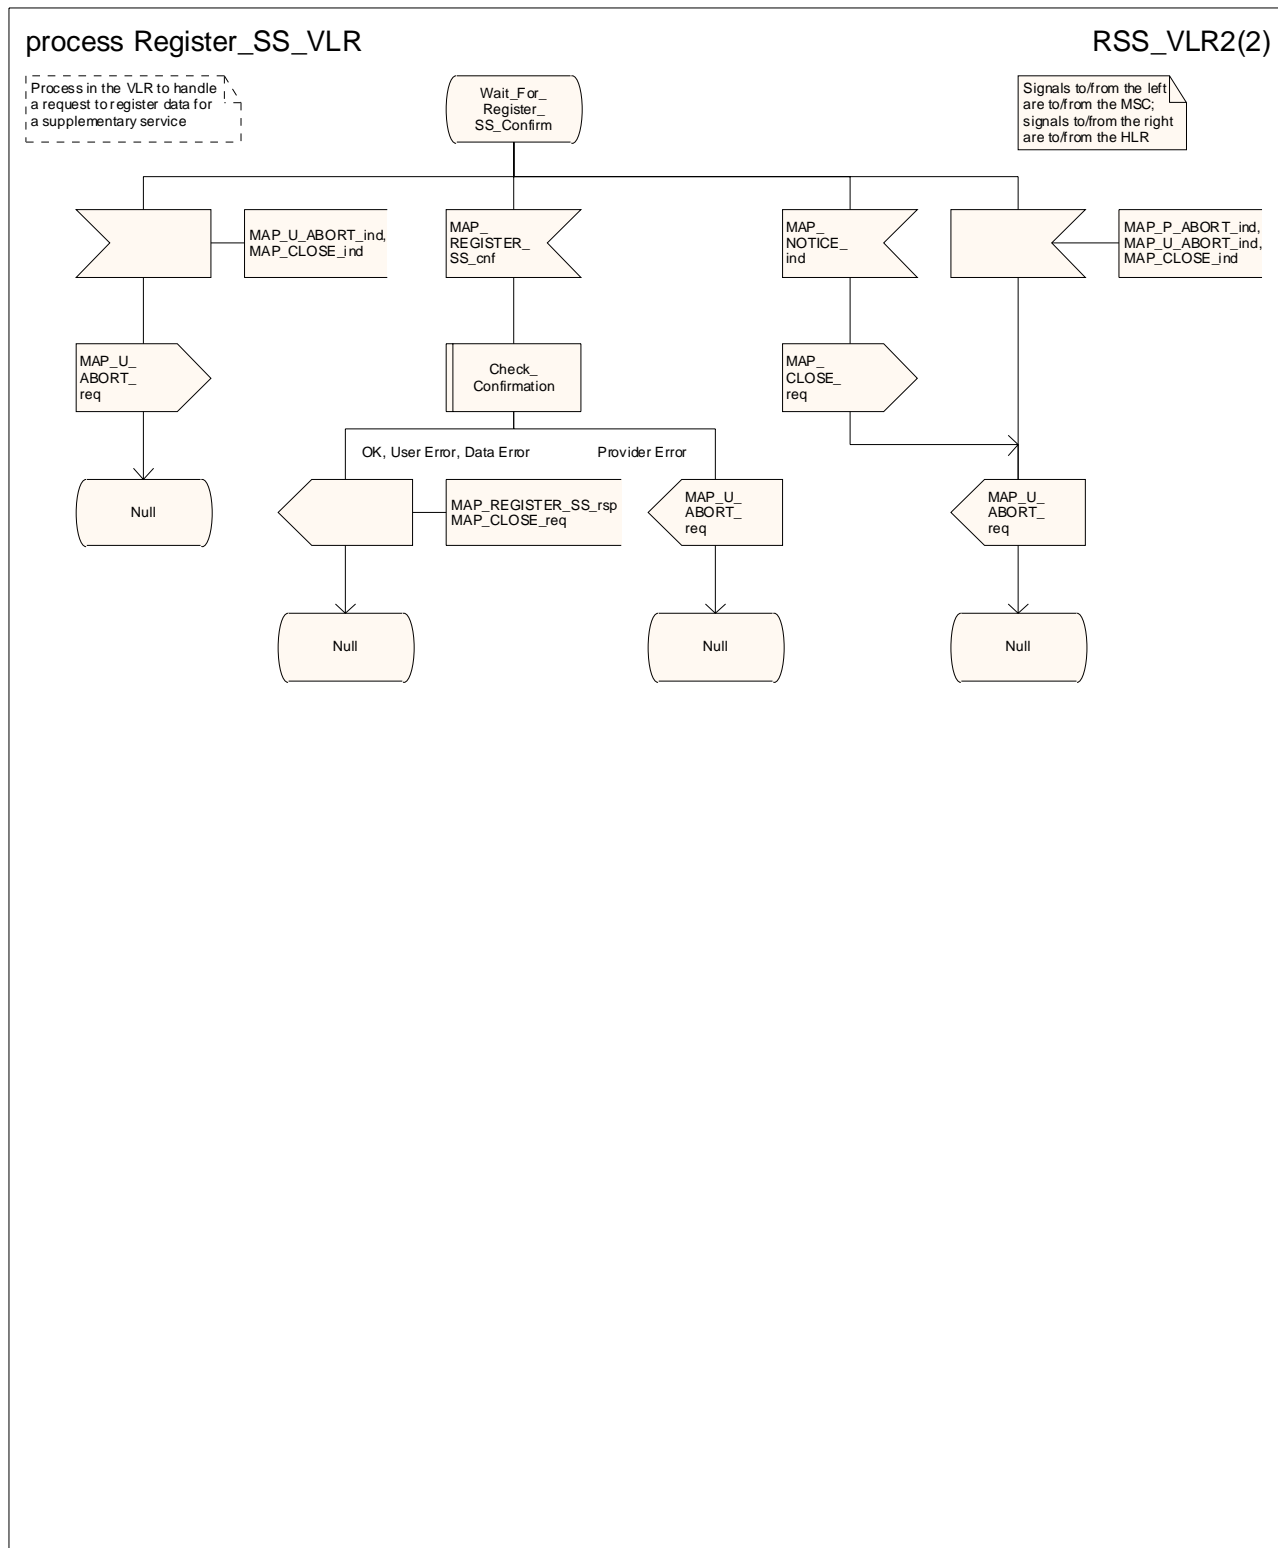 process Register_SS_VLR
RSS_VLR2(2)
Process in the VLR to handle
a request to register data for
a supplementary service
Wait_For_
Register_
SS_Confirm
Signals to/from the left
are to/from the MSC;
signals to/from the right
are to/from the HLR
MAP_U_ABORT_ind,
MAP_CLOSE_ind
MAP_
REGISTER_
SS_cnf
MAP_
NOTICE_
ind
MAP_P_ABORT_ind,
MAP_U_ABORT_ind,
MAP_CLOSE_ind
MAP_U_
ABORT_
req
Check_
Confirmation
MAP_
CLOSE_
req
OK, User Error, Data Error
Provider Error
Null
MAP_REGISTER_SS_rsp
MAP_CLOSE_req
MAP_U_
ABORT_
req
MAP_U_
ABORT_
req
Null
Null
Null